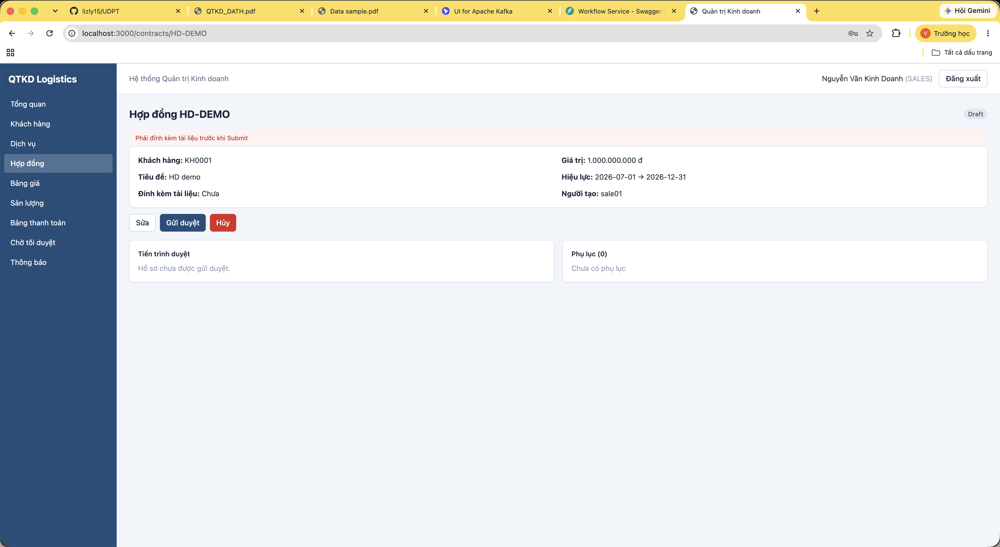 lizly15/UDPT
QTKD_DATH.pdf
Data sample.pdf
UI for Apache Kafka
Workflow Service - Swagger
Quản trị Kinh doanh
Hỏi Gemini
localhost:3000/contracts/HD-DEMO
V Trường học
Tất cả dấu trang
QTKD Logistics
Tổng quan
Khách hàng
Dịch vụ
Hợp đồng
Bảng giá
Sản lượng
Bảng thanh toán
Chờ tôi duyệt
Thông báo
Hệ thống Quản trị Kinh doanh
Nguyễn Văn Kinh Doanh (SALES)
Đăng xuất
Hợp đồng HD-DEMO
Draft
Phải đính kèm tài liệu trước khi Submit
Khách hàng: KH0001
Giá trị: 1.000.000.000 đ
Tiêu đề: HD demo
Hiệu lực: 2026-07-01 → 2026-12-31
Đính kèm tài liệu: Chưa
Người tạo: sale01
Sửa
Gửi duyệt
Hủy
Tiến trình duyệt
Hồ sơ chưa được gửi duyệt.
Phụ lục (0)
Chưa có phụ lục